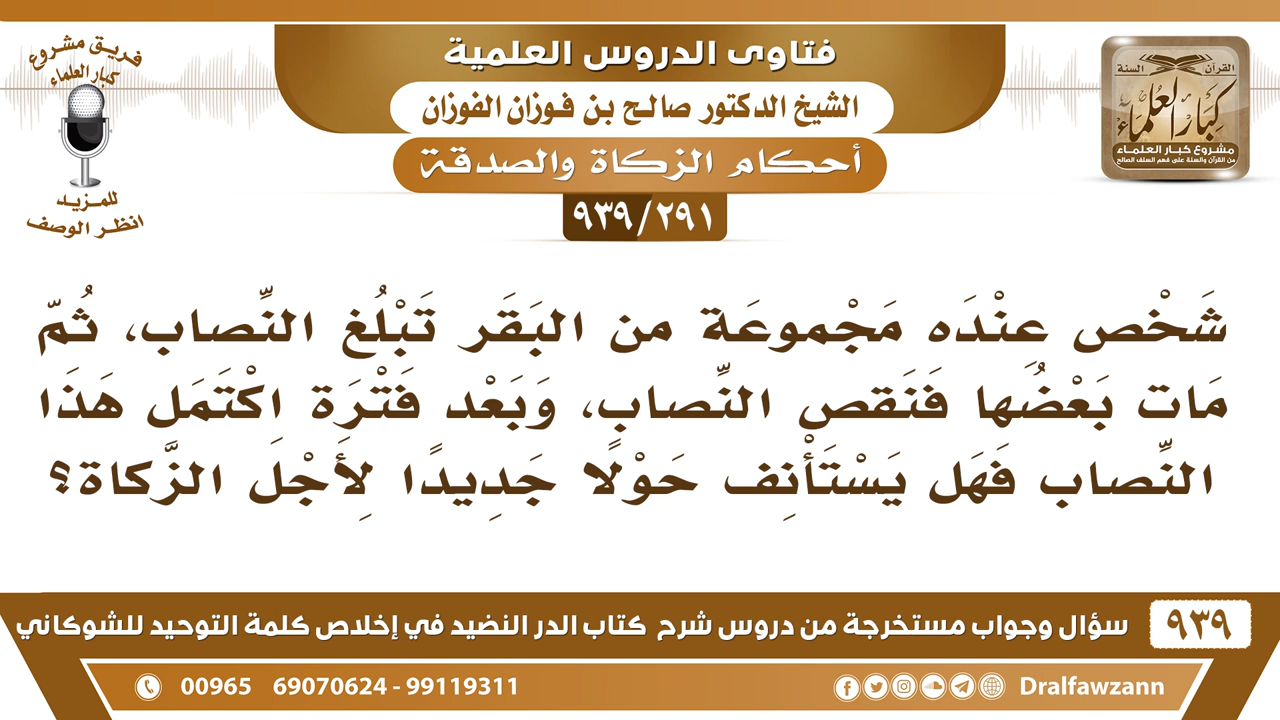 فتاوى الدروس العلمية
الشيخ الدكتور صالح بن فوزان الفوزان
أحكام الزكاة والصدقة
٩٣٩/٢٩١
فريق مشروع
كبار العلماء
للمزيد
انظر الوصف
القرآن السنة
كبار العلماء
مشروع كبار العلماء
من القرآن والسنة على فهم السلف الصالح
شَخْص عِنْدَه مَجْموعَة من البَقَر تَبْلُغ النِّصاب، ثُمّ
مَات بَعْضُها فَنَقص النِّصاب، وَبَعْد فَتْرَة اكْتَمَل هَذَا
النِّصاب فَهَل يَسْتَأْنِف حَوْلًا جَدِيدًا لِأَجْلَ الزَّكاة؟
٩٣٩ سؤال وجواب مستخرجة من دروس شرح كتاب الدر النضيد في إخلاص كلمة التوحيد للشوكاني
00965 69070624 - 99119311
Dralfawzann